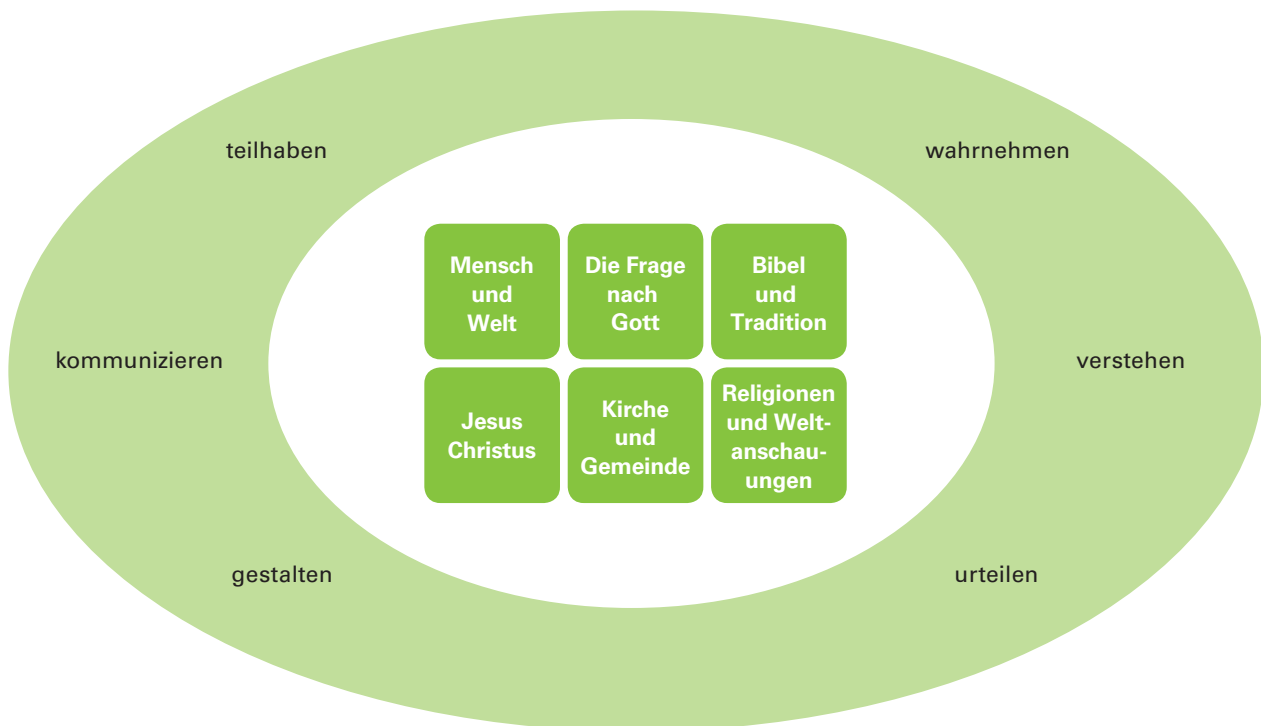 teilhaben
wahrnehmen
Mensch
und
Welt
Die Frage
nach
Gott
Bibel
und
Tradition
kommunizieren
verstehen
Jesus
Christus
Kirche
und
Gemeinde
Religionen
und Welt-
anschau-
ungen
gestalten
urteilen